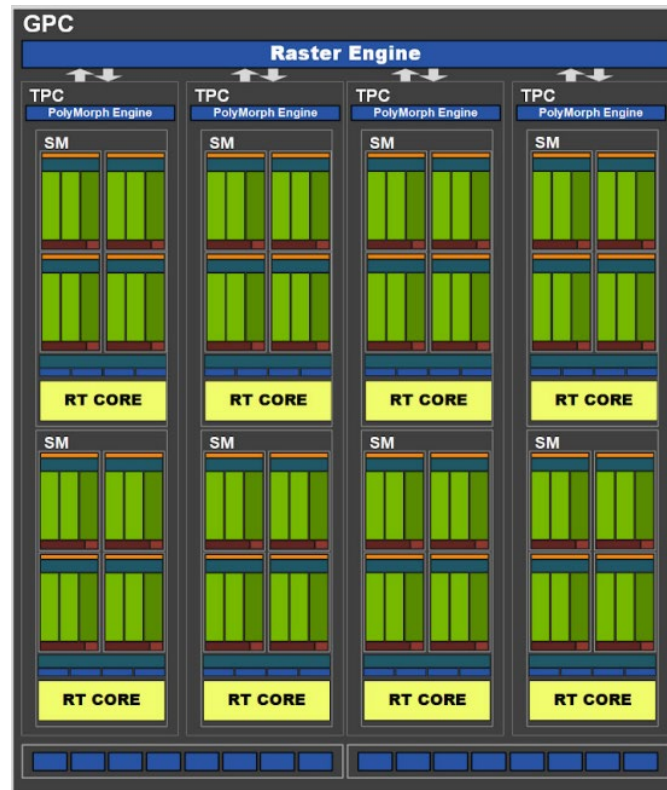 GPC
Raster Engine
TPC TPC TPC TPC
PolyMorph Engine PolyMorph Engine PolyMorph Engine PolyMorph Engine
SM SM SM SM
RT CORE RT CORE RT CORE RT CORE
SM SM SM SM
RT CORE RT CORE RT CORE RT CORE